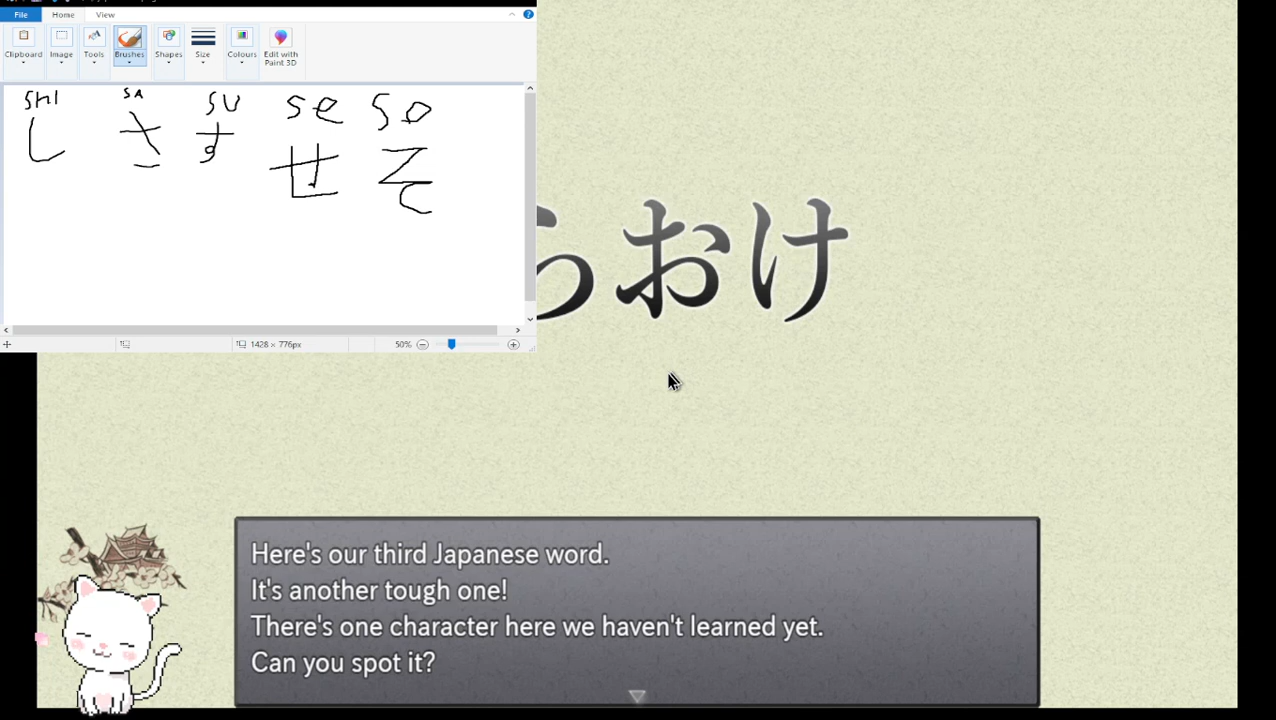 File Home View
Clipboard Image Tools Brushes Shapes Size Colours Edit with Paint 3D
SHI SA SU se so
し さ す せ そ
らおけ
1428 × 776px 50%
Here's our third Japanese word.
It's another tough one!
There's one character here we haven't learned yet.
Can you spot it?